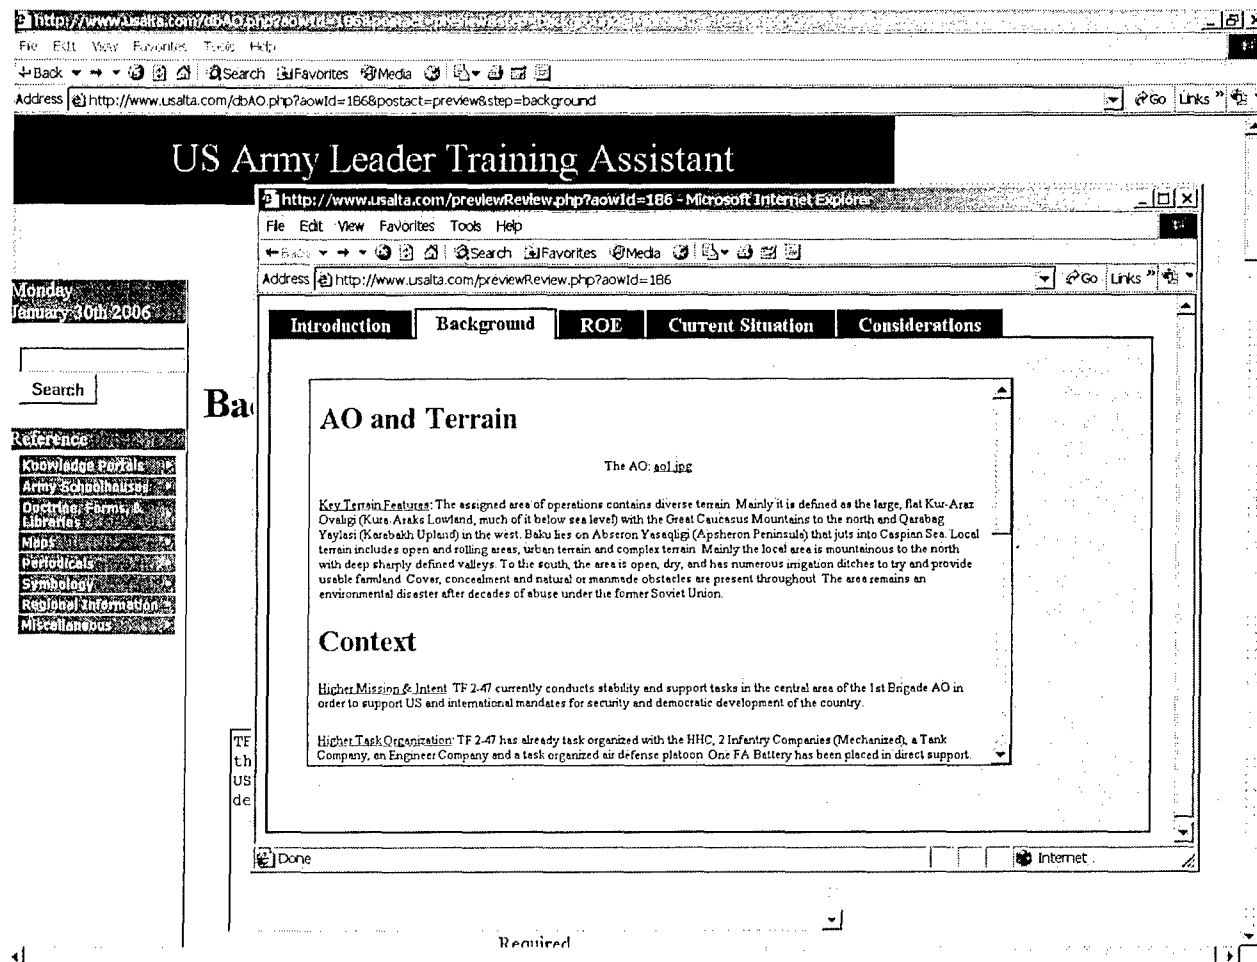 File Edit View Favorites Tools Help
Back Search Favorites Media
Address http://www.usalta.com/dbAO.php?aowId=186&postact=preview&step=background Go Links »
US Army Leader Training Assistant
http://www.usalta.com/previewReview.php?aowId=186 - Microsoft Internet Explorer
File Edit View Favorites Tools Help
Back Search Favorites Media
Address http://www.usalta.com/previewReview.php?aowId=186 Go Links »
Monday
January 30th 2006
Search
Reference
Knowledge Portals
Army Schoolhouses
Doctrine, Forms, &
Libraries
Maps
Periodicals
Symbology
Regional Information
Miscellaneous
Bac
Introduction Background ROE Current Situation Considerations
AO and Terrain
The AO: ao1.jpg
Key Terrain Features: The assigned area of operations contains diverse terrain. Mainly it is defined as the large, flat Kur-Araz
Ovaligi (Kura-Araks Lowland, much of it below sea level) with the Great Caucasus Mountains to the north and Qarabag
Yaylasi (Karabakh Upland) in the west. Baku lies on Abseron Yasaqligi (Apsheron Peninsula) that juts into Caspian Sea. Local
terrain includes open and rolling areas, urban terrain and complex terrain. Mainly the local area is mountainous to the north
with deep sharply defined valleys. To the south, the area is open, dry, and has numerous irrigation ditches to try and provide
usable farmland. Cover, concealment and natural or manmade obstacles are present throughout. The area remains an
environmental disaster after decades of abuse under the former Soviet Union.
Context
Higher Mission & Intent: TF 2-47 currently conducts stability and support tasks in the central area of the 1st Brigade AO in
order to support US and international mandates for security and democratic development of the country.
Higher Task Organization: TF 2-47 has already task organized with the HHC, 2 Infantry Companies (Mechanized), a Tank
Company, an Engineer Company and a task organized air defense platoon. One FA Battery has been placed in direct support.
TF
th
US
de
Done Internet
Required